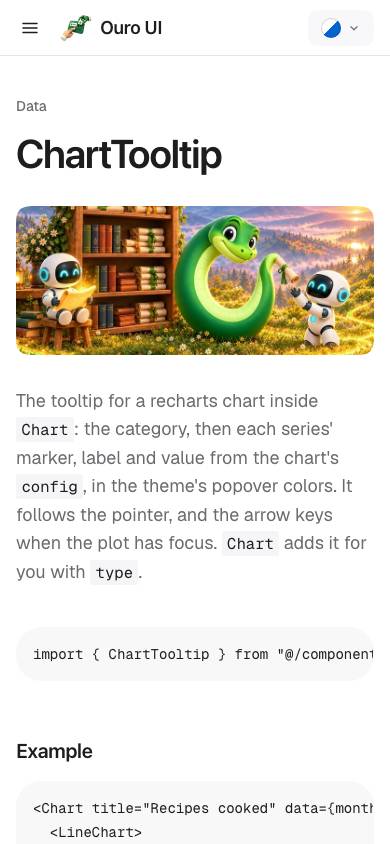 Ouro UI
Data
ChartTooltip
The tooltip for a recharts chart inside
Chart : the category, then each series'
marker, label and value from the chart's
config , in the theme's popover colors. It
follows the pointer, and the arrow keys
when the plot has focus. Chart adds it for
you with type .
import { ChartTooltip } from "@/component
Example
<Chart title="Recipes cooked" data={month
<LineChart>